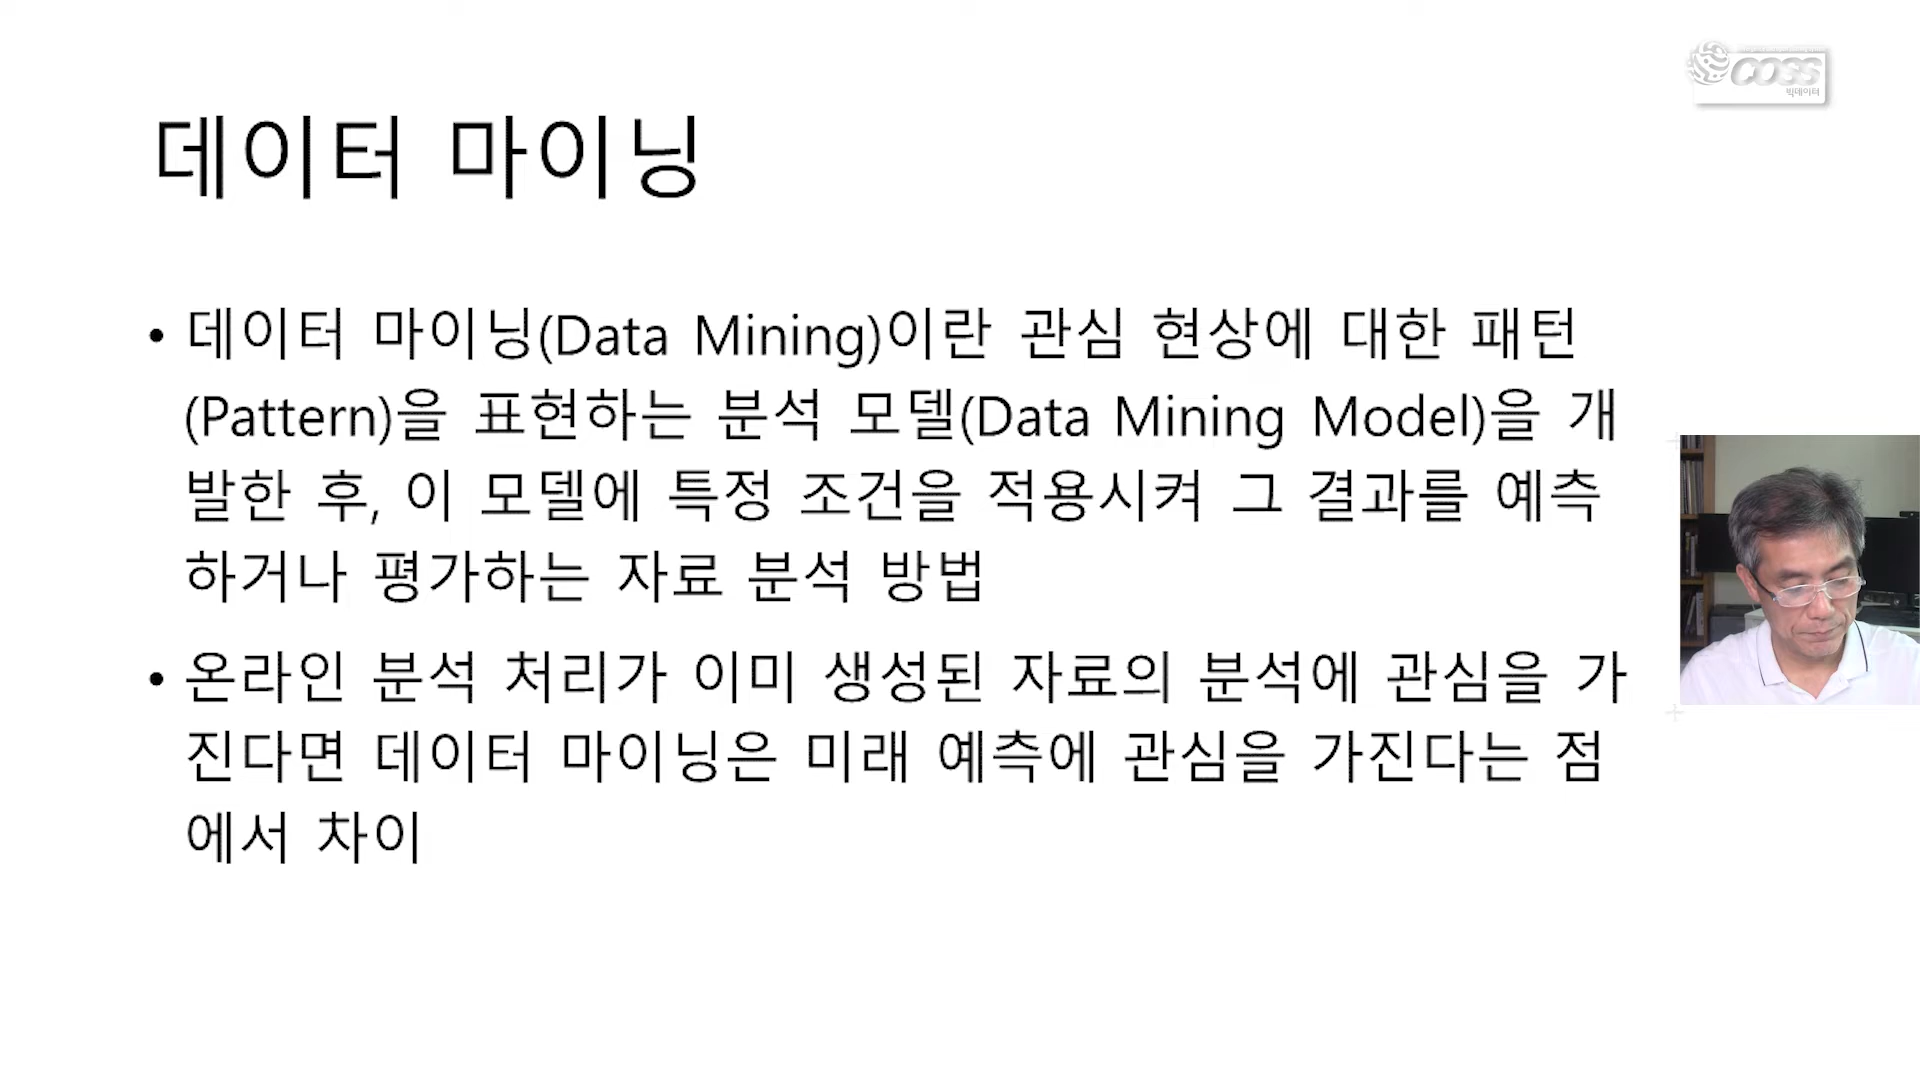 COSS
빅데이터
데이터 마이닝
• 데이터 마이닝(Data Mining)이란 관심 현상에 대한 패턴
(Pattern)을 표현하는 분석 모델(Data Mining Model)을 개
발한 후, 이 모델에 특정 조건을 적용시켜 그 결과를 예측
하거나 평가하는 자료 분석 방법
• 온라인 분석 처리가 이미 생성된 자료의 분석에 관심을 가
진다면 데이터 마이닝은 미래 예측에 관심을 가진다는 점
에서 차이